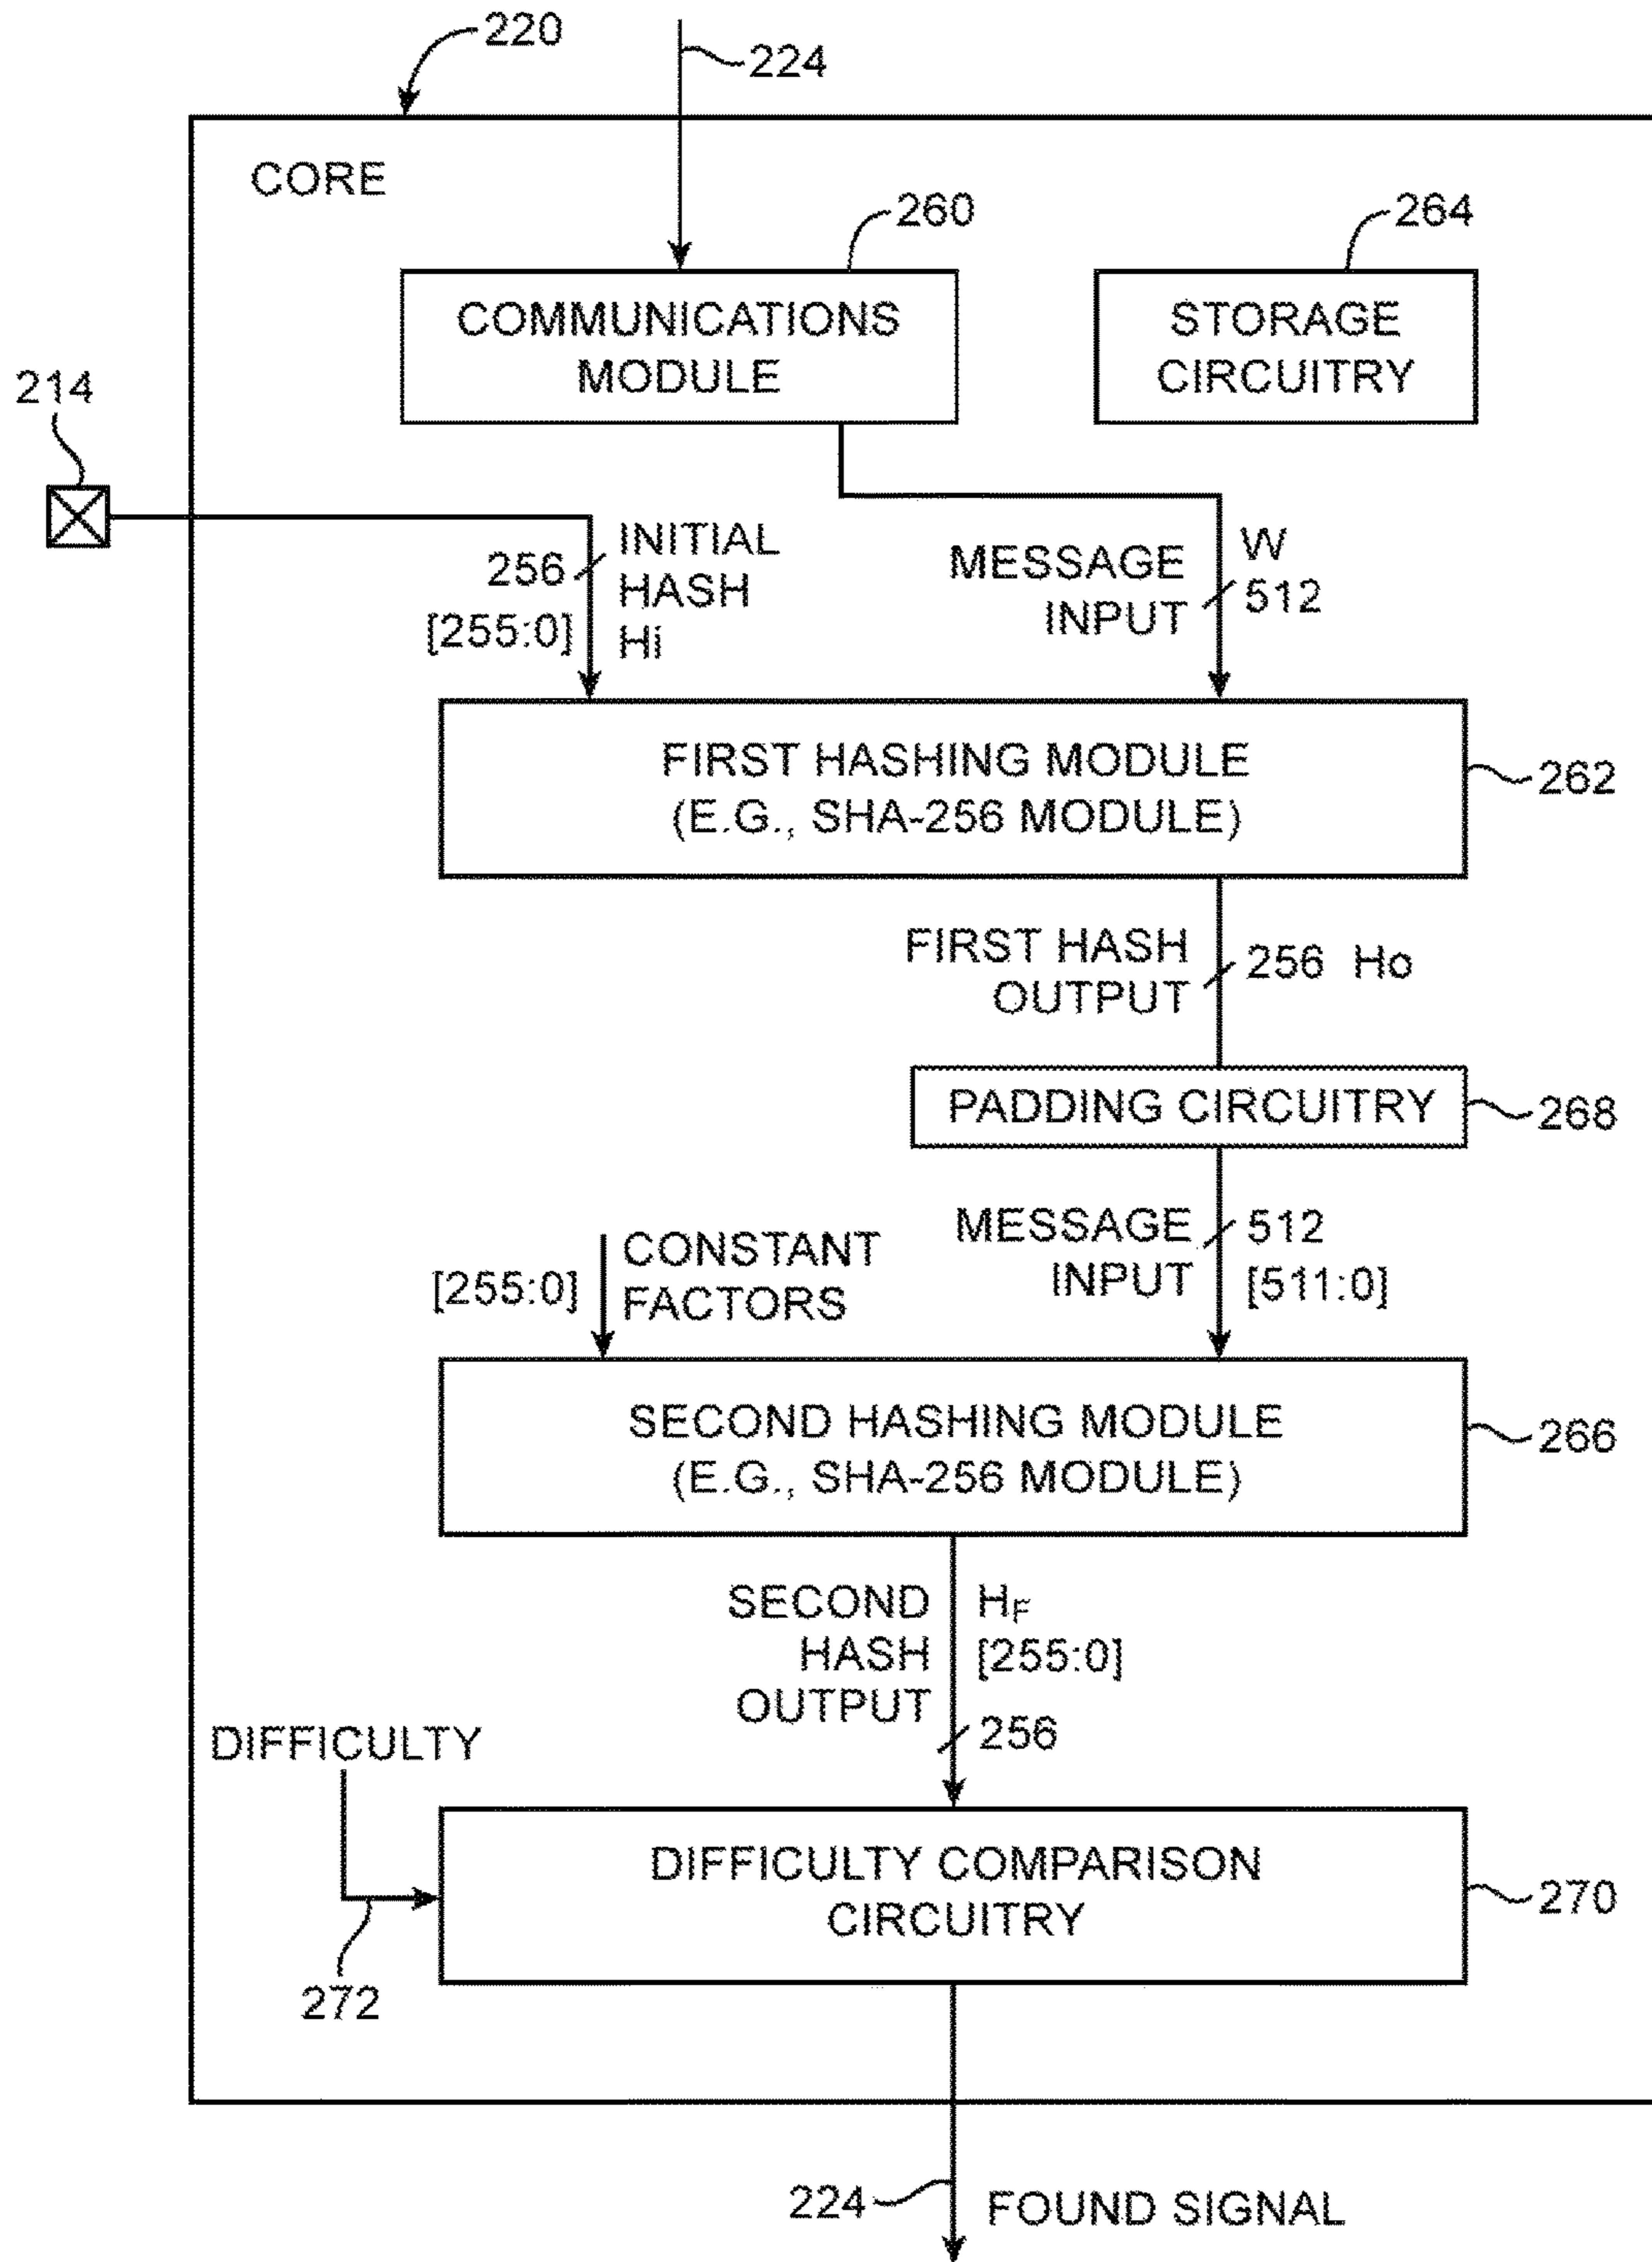 220
224
CORE
260
264
COMMUNICATIONS
MODULE
STORAGE
CIRCUITRY
214
256
[255:0]
INITIAL
HASH
Hi
MESSAGE
INPUT
W
512
FIRST HASHING MODULE
(E.G., SHA-256 MODULE)
262
FIRST HASH
OUTPUT
256 Ho
PADDING CIRCUITRY
268
[255:0]
CONSTANT
FACTORS
MESSAGE
INPUT
512
[511:0]
SECOND HASHING MODULE
(E.G., SHA-256 MODULE)
266
SECOND
HASH
OUTPUT
HF
[255:0]
256
DIFFICULTY
272
DIFFICULTY COMPARISON
CIRCUITRY
270
224
FOUND SIGNAL